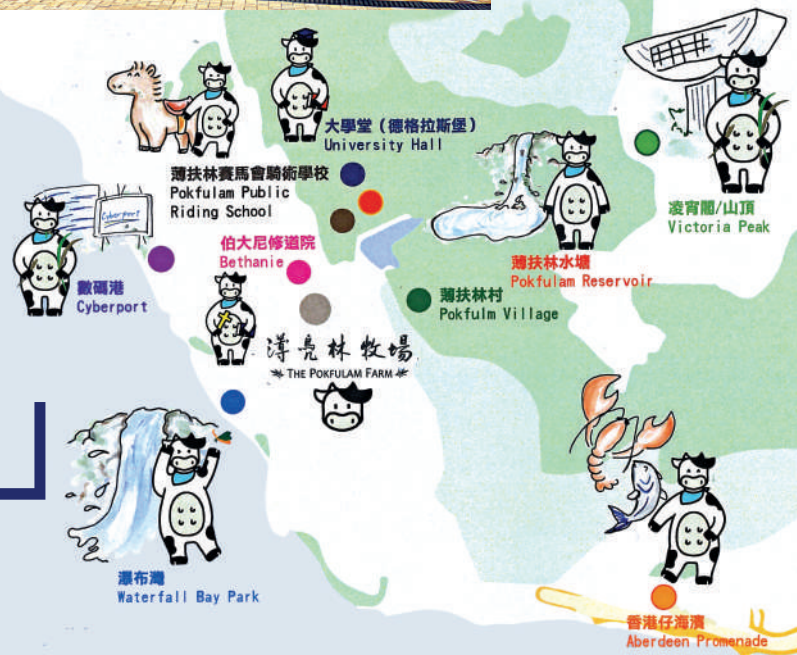 大學堂（德格拉斯堡）
University Hall
薄扶林賽馬會騎術學校
Pokfulam Public
Riding School
凌宵閣/山頂
Victoria Peak
伯大尼修道院
Bethanie
薄扶林水塘
Pokfulam Reservoir
Cyberport
數碼港
Cyberport
薄扶林村
Pokfulm Village
薄鳧林牧場
THE POKFULAM FARM
瀑布灣
Waterfall Bay Park
香港仔海濱
Aberdeen Promenade